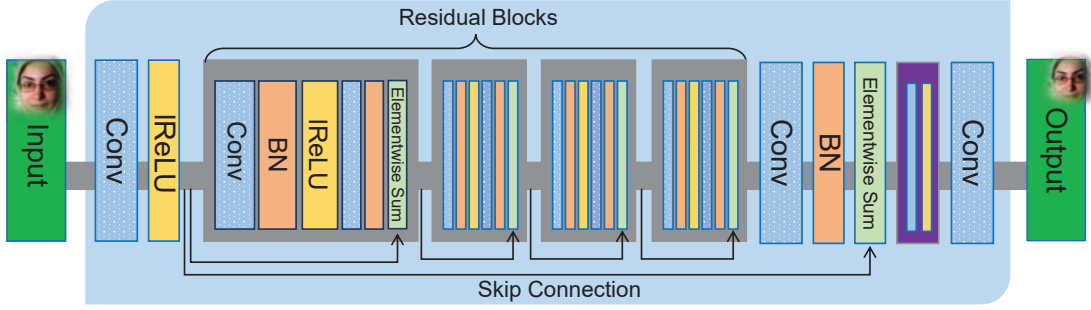 Residual Blocks
Input
Conv
lReLU
Conv
BN
lReLU
Elementwise Sum
Conv
BN
Elementwise Sum
Conv
Output
Skip Connection